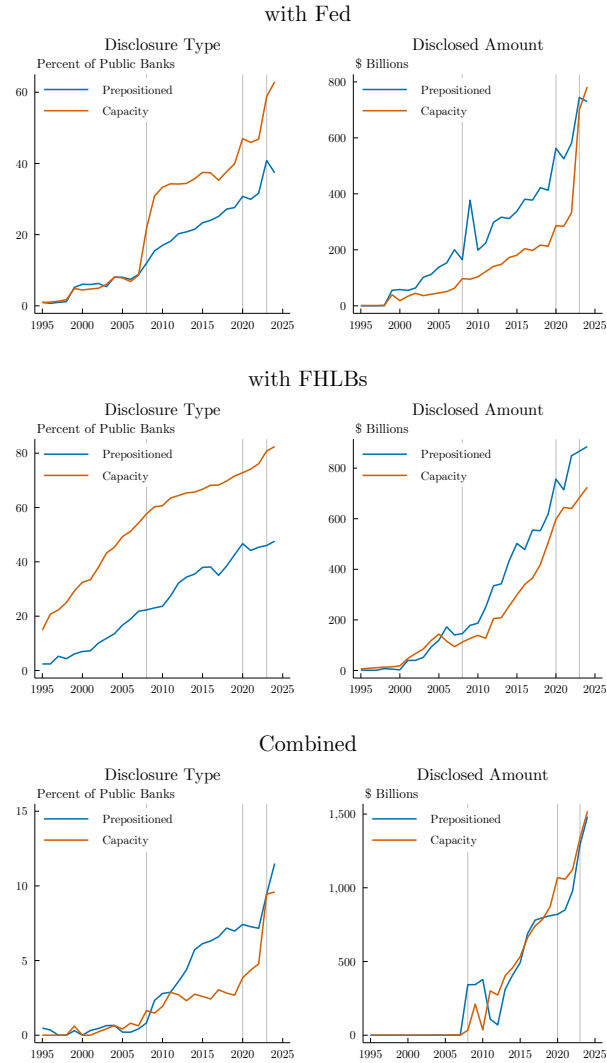 with Fed
Disclosure Type
Percent of Public Banks
Prepositioned
Capacity
60
40
20
0
1995 2000 2005 2010 2015 2020 2025
Disclosed Amount
$ Billions
Prepositioned
Capacity
800
600
400
200
0
1995 2000 2005 2010 2015 2020 2025
with FHLBs
Disclosure Type
Percent of Public Banks
Prepositioned
Capacity
80
60
40
20
0
1995 2000 2005 2010 2015 2020 2025
Disclosed Amount
$ Billions
Prepositioned
Capacity
800
600
400
200
0
1995 2000 2005 2010 2015 2020 2025
Combined
Disclosure Type
Percent of Public Banks
15
Prepositioned
Capacity
10
5
0
1995 2000 2005 2010 2015 2020 2025
Disclosed Amount
$ Billions
1,500
Prepositioned
Capacity
1,000
500
0
1995 2000 2005 2010 2015 2020 2025